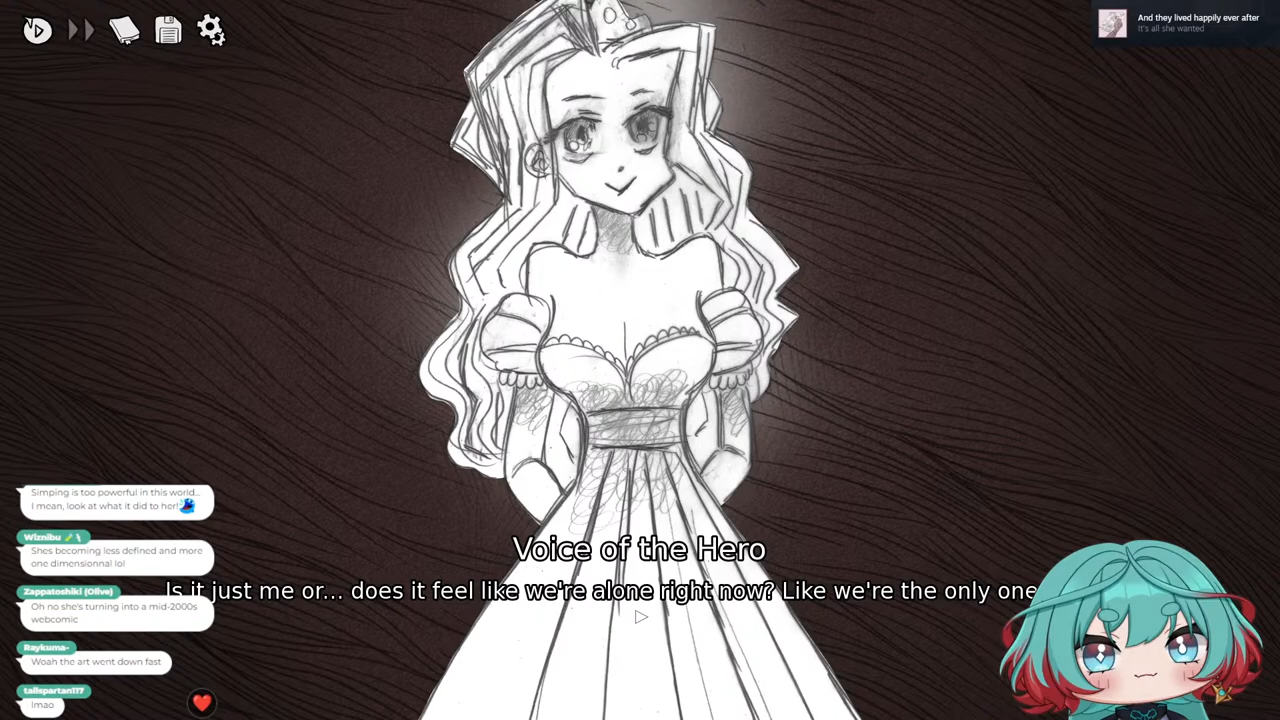 And they lived happily ever after
It's all she wanted
Simping is too powerful in this world...
I mean, look at what it did to her!
Wiznibu
Shes becoming less defined and more
one dimensionnal lol
Zappatoshiki (Olive)
Oh no she's turning into a mid-2000s
webcomic
Raykuma-
Woah the art went down fast
tailspartan117
lmao
Voice of the Hero
Is it just me or... does it feel like we're alone right now? Like we're the only one